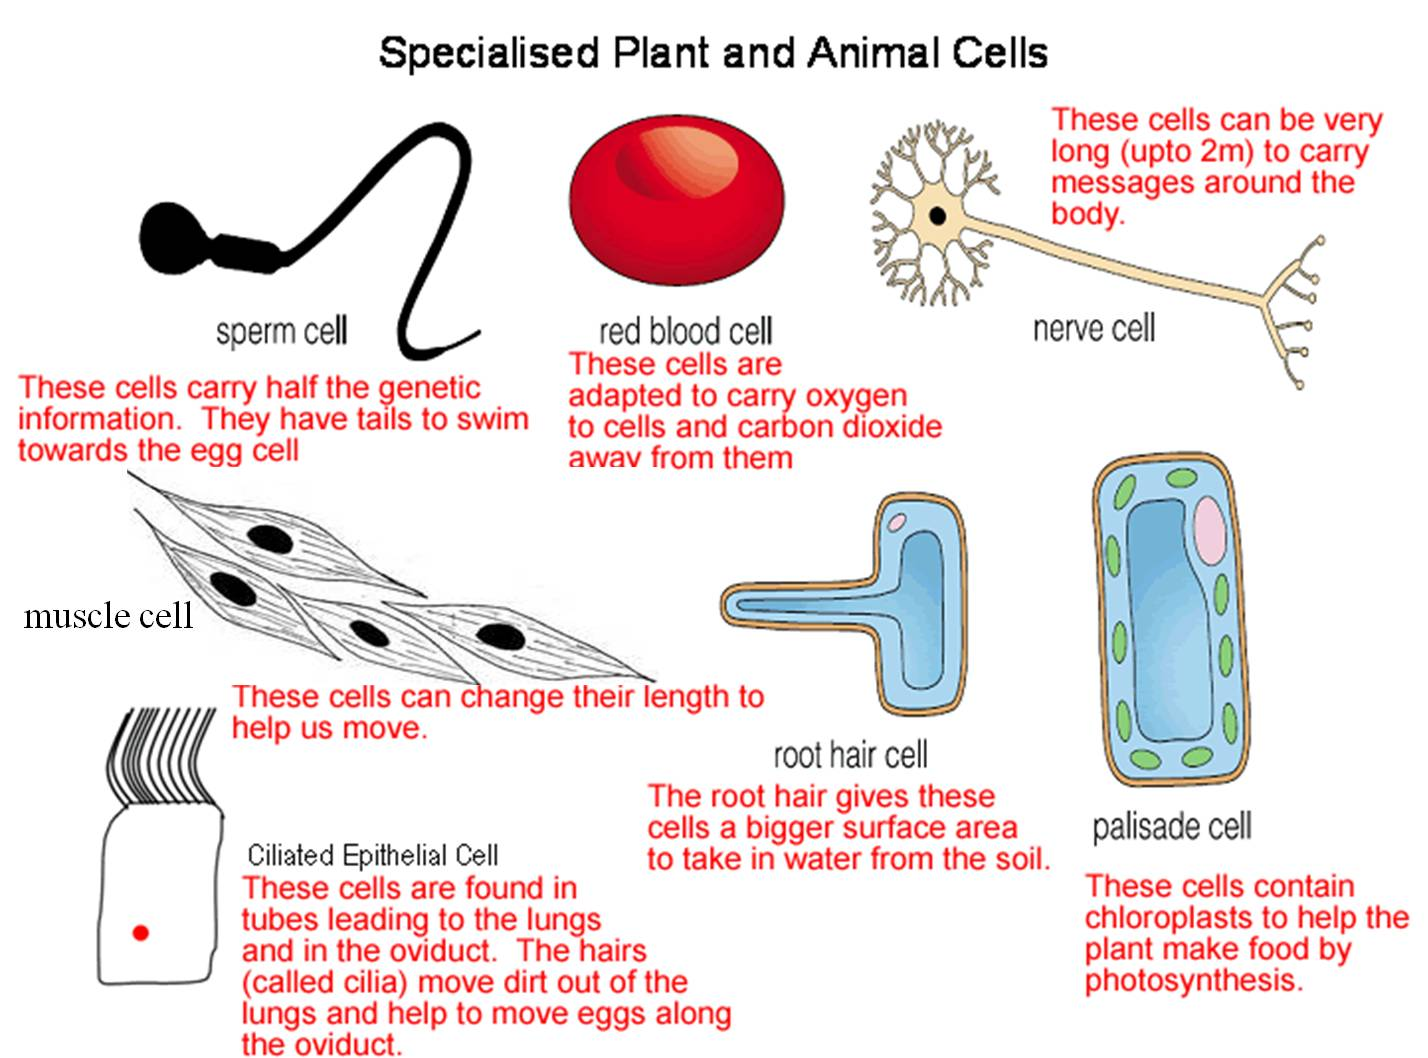 Specialised Plant and Animal Cells
These cells can be very
long (upto 2m) to carry
messages around the
body.
sperm cell
red blood cell
nerve cell
These cells carry half the genetic
information. They have tails to swim
towards the egg cell
These cells are
adapted to carry oxygen
to cells and carbon dioxide
away from them
muscle cell
These cells can change their length to
help us move.
root hair cell
The root hair gives these
cells a bigger surface area
to take in water from the soil.
palisade cell
These cells contain
chloroplasts to help the
plant make food by
photosynthesis.
Ciliated Epithelial Cell
These cells are found in
tubes leading to the lungs
and in the oviduct. The hairs
(called cilia) move dirt out of the
lungs and help to move eggs along
the oviduct.